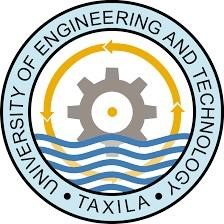 UNIVERSITY OF ENGINEERING AND TECHNOLOGY
• TAXILA •